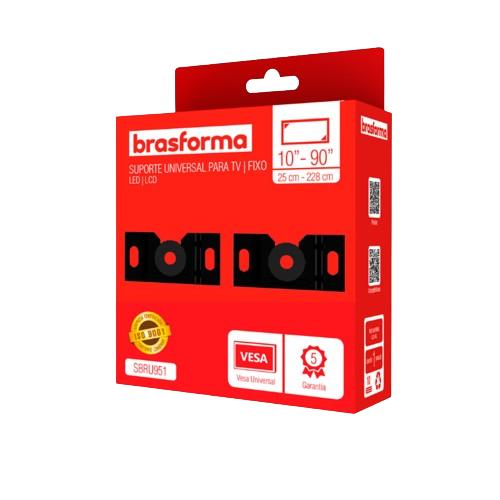 brasforma
SUPORTE UNIVERSAL PARA TV | FIXO
LED | LCD
10"- 90"
25 cm - 228 cm
ISO 9001
SBRU951
VESA
Vesa Universal
5
Garantia
brasforma